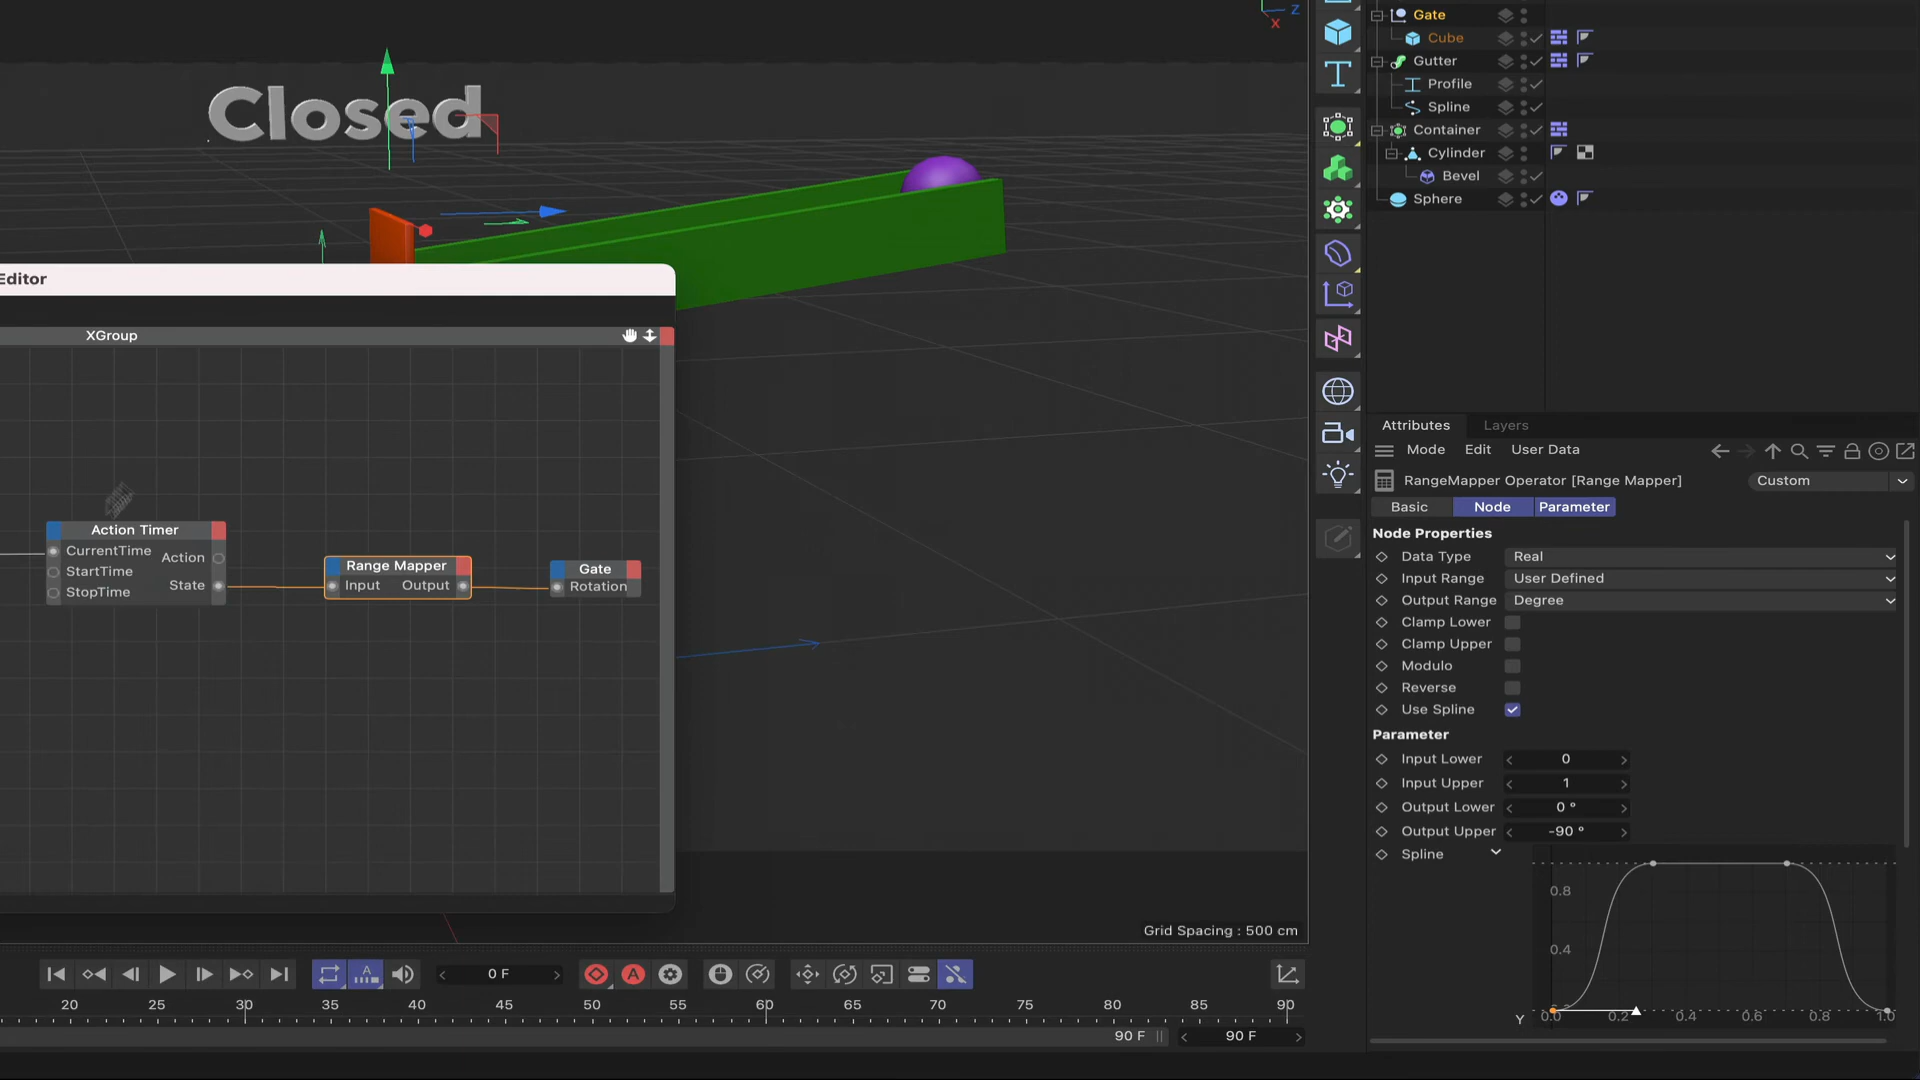 Z
X
Closed
Gate
Cube
Gutter
Profile
Spline
Container
Cylinder
Bevel
Sphere
Editor
XGroup
Action Timer
CurrentTime
Action
StartTime
State
StopTime
Range Mapper
Input
Output
Gate
Rotation
Grid Spacing : 500 cm
Attributes
Layers
Mode
Edit
User Data
RangeMapper Operator [Range Mapper]
Custom
Basic
Node
Parameter
Node Properties
Data Type
Real
Input Range
User Defined
Output Range
Degree
Clamp Lower
Clamp Upper
Modulo
Reverse
Use Spline
Parameter
Input Lower
0
Input Upper
1
Output Lower
0 °
Output Upper
-90 °
Spline
0.8
0.4
Y
0.0
0.2
0.4
0.6
0.8
1.0
A
A
0 F
20
25
30
35
40
45
50
55
60
65
70
75
80
85
90
90 F
90 F